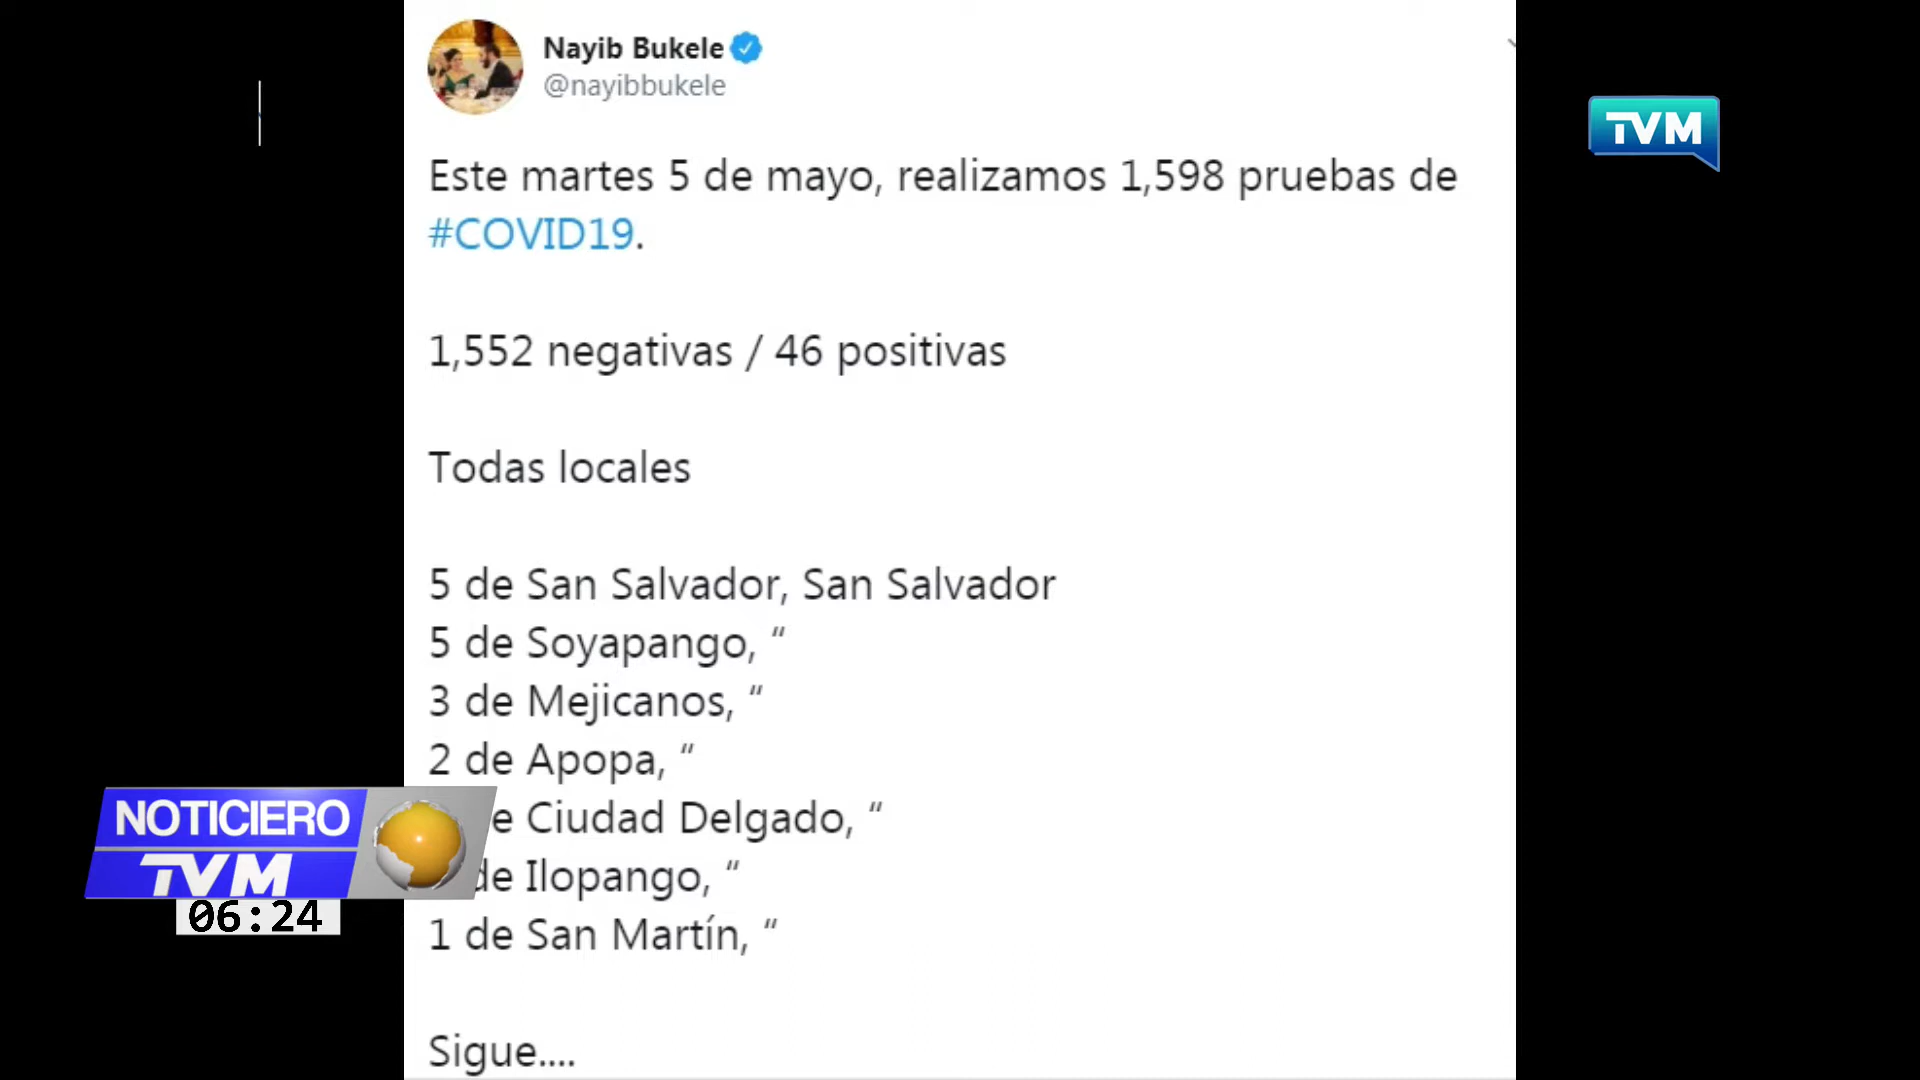 Nayib Bukele
@nayibbukele
TVM
Este martes 5 de mayo, realizamos 1,598 pruebas de
#COVID19.
1,552 negativas / 46 positivas
Todas locales
5 de San Salvador, San Salvador
5 de Soyapango, “
3 de Mejicanos, “
2 de Apopa, “
Ciudad Delgado, “
de Ilopango, “
1 de San Martín, “
Sigue....
NOTICIERO
TVM
06:24